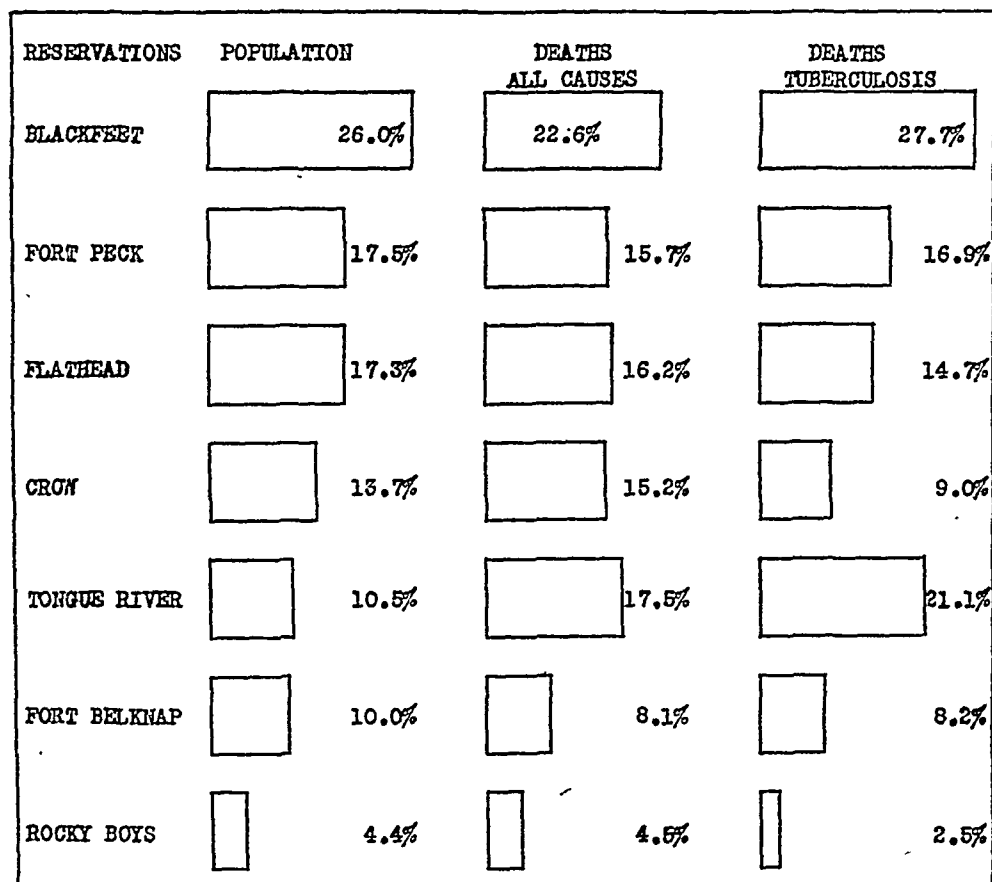 RESERVATIONS POPULATION DEATHS ALL CAUSES DEATHS TUBERCULOSIS
BLACKFEET 26.0% 22.6% 27.7%
FORT PECK 17.5% 15.7% 16.9%
FLATHEAD 17.3% 16.2% 14.7%
CROW 13.7% 15.2% 9.0%
TONGUE RIVER 10.5% 17.5% 21.1%
FORT BELKNAP 10.0% 8.1% 8.2%
ROCKY BOYS 4.4% 4.5% 2.5%